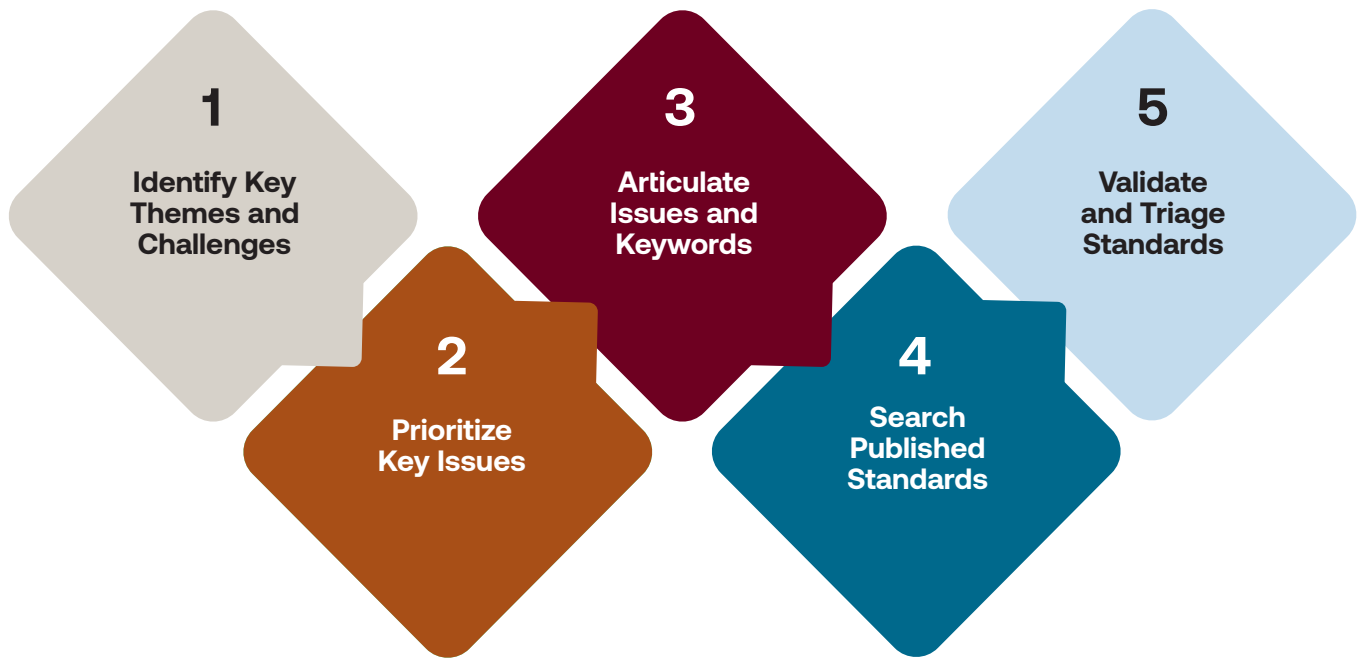 1
Identify Key
Themes and
Challenges
2
Prioritize
Key Issues
3
Articulate
Issues and
Keywords
4
Search
Published
Standards
5
Validate
and Triage
Standards